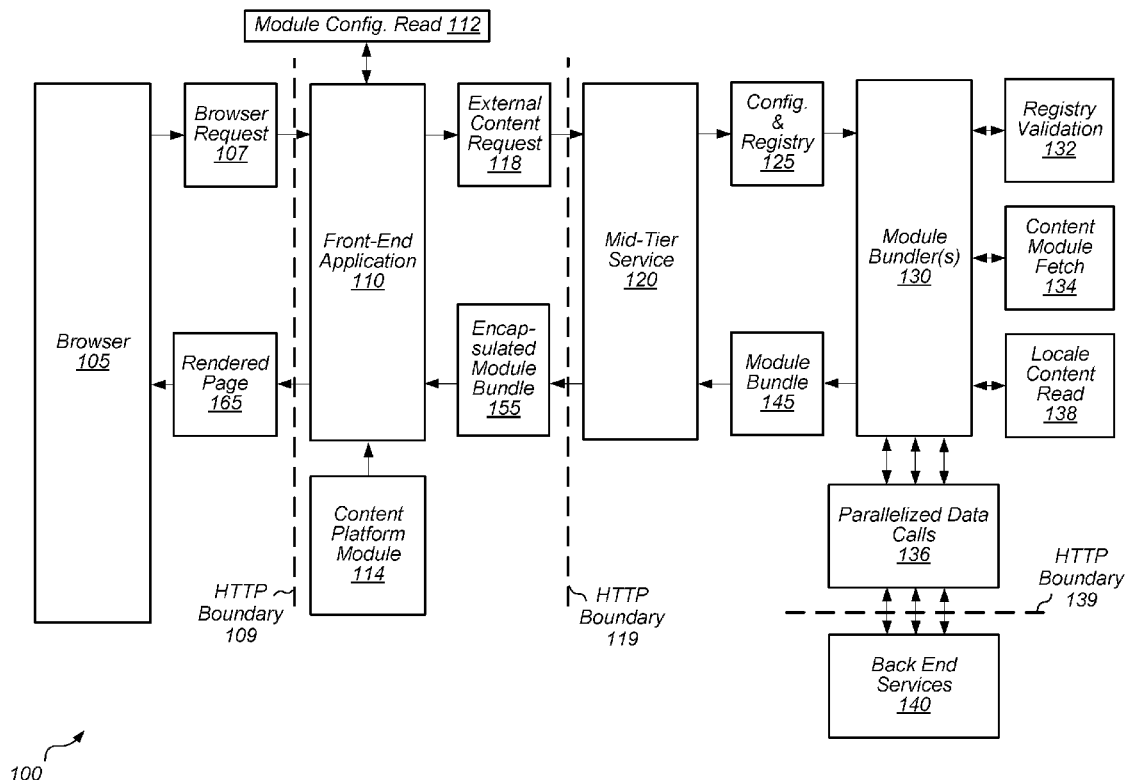 Module Config. Read 112
Browser
Request
107
External
Content
Request
118
Config.
&
Registry
125
Registry
Validation
132
Front-End
Application
110
Mid-Tier
Service
120
Module
Bundler(s)
130
Content
Module
Fetch
134
Browser
105
Rendered
Page
165
Encap-
sulated
Module
Bundle
155
Module
Bundle
145
Locale
Content
Read
138
Content
Platform
Module
114
Parallelized Data
Calls
136
HTTP
Boundary
109
HTTP
Boundary
119
HTTP
Boundary
139
Back End
Services
140
100